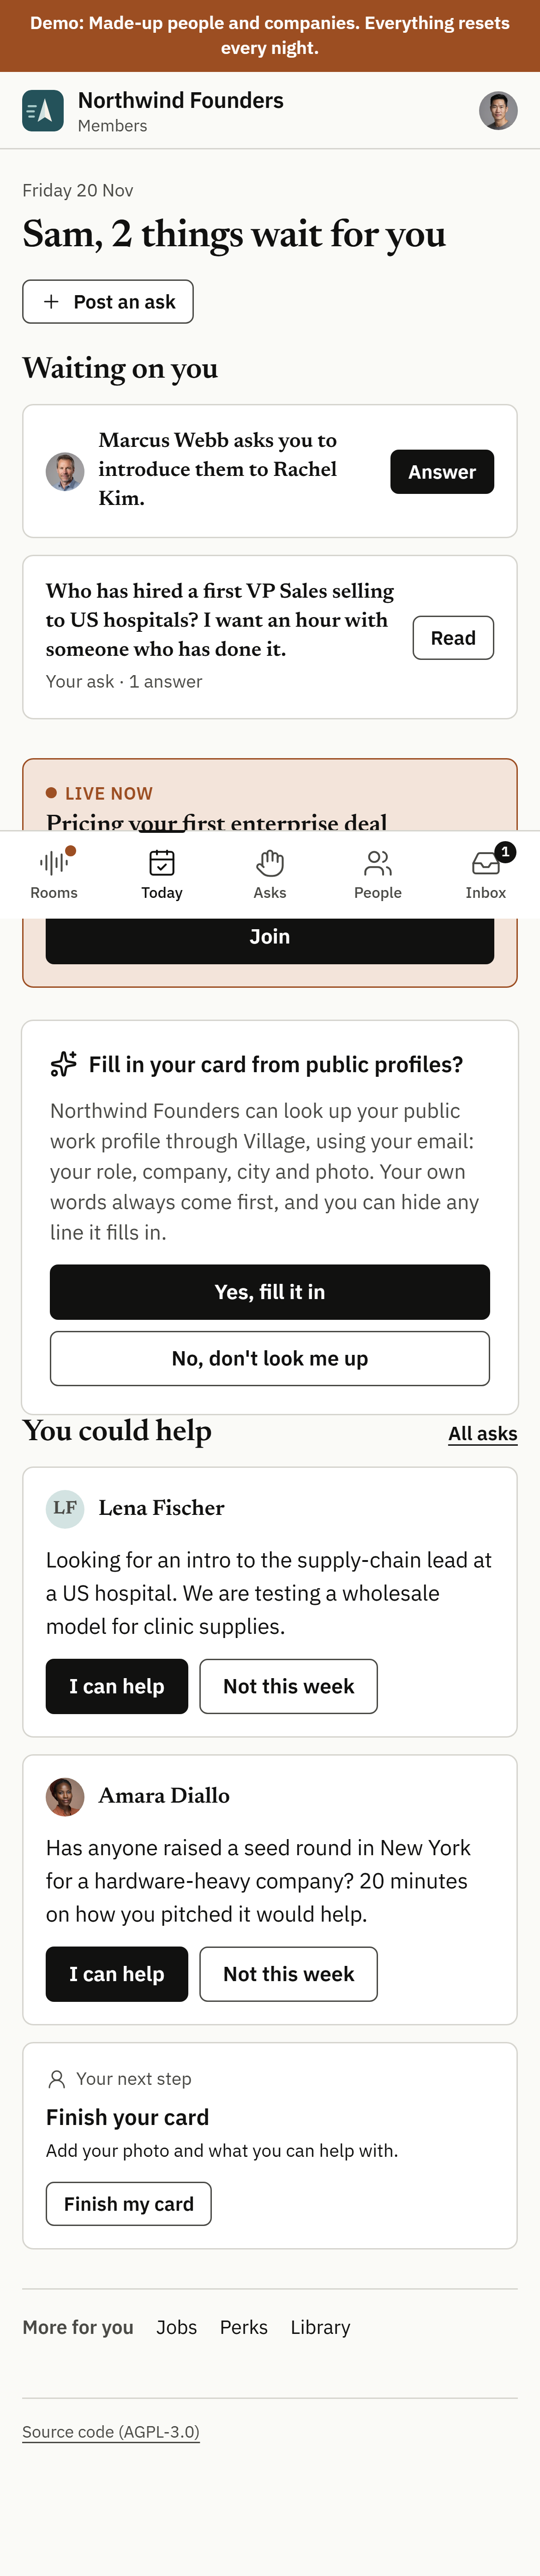 Demo: Made-up people and companies. Everything resets
every night.
Northwind Founders
Members
Friday 20 Nov
Sam, 2 things wait for you
Post an ask
Waiting on you
Marcus Webb asks you to
introduce them to Rachel
Kim.
Answer
Who has hired a first VP Sales selling
to US hospitals? I want an hour with
someone who has done it.
Your ask · 1 answer
Read
LIVE NOW
Pricing your first enterprise deal
Rooms
Today
Asks
People
1
Inbox
Join
Fill in your card from public profiles?
Northwind Founders can look up your public
work profile through Village, using your email:
your role, company, city and photo. Your own
words always come first, and you can hide any
line it fills in.
Yes, fill it in
No, don't look me up
You could help
All asks
LF
Lena Fischer
Looking for an intro to the supply-chain lead at
a US hospital. We are testing a wholesale
model for clinic supplies.
I can help
Not this week
Amara Diallo
Has anyone raised a seed round in New York
for a hardware-heavy company? 20 minutes
on how you pitched it would help.
I can help
Not this week
Your next step
Finish your card
Add your photo and what you can help with.
Finish my card
More for you
Jobs
Perks
Library
Source code (AGPL-3.0)